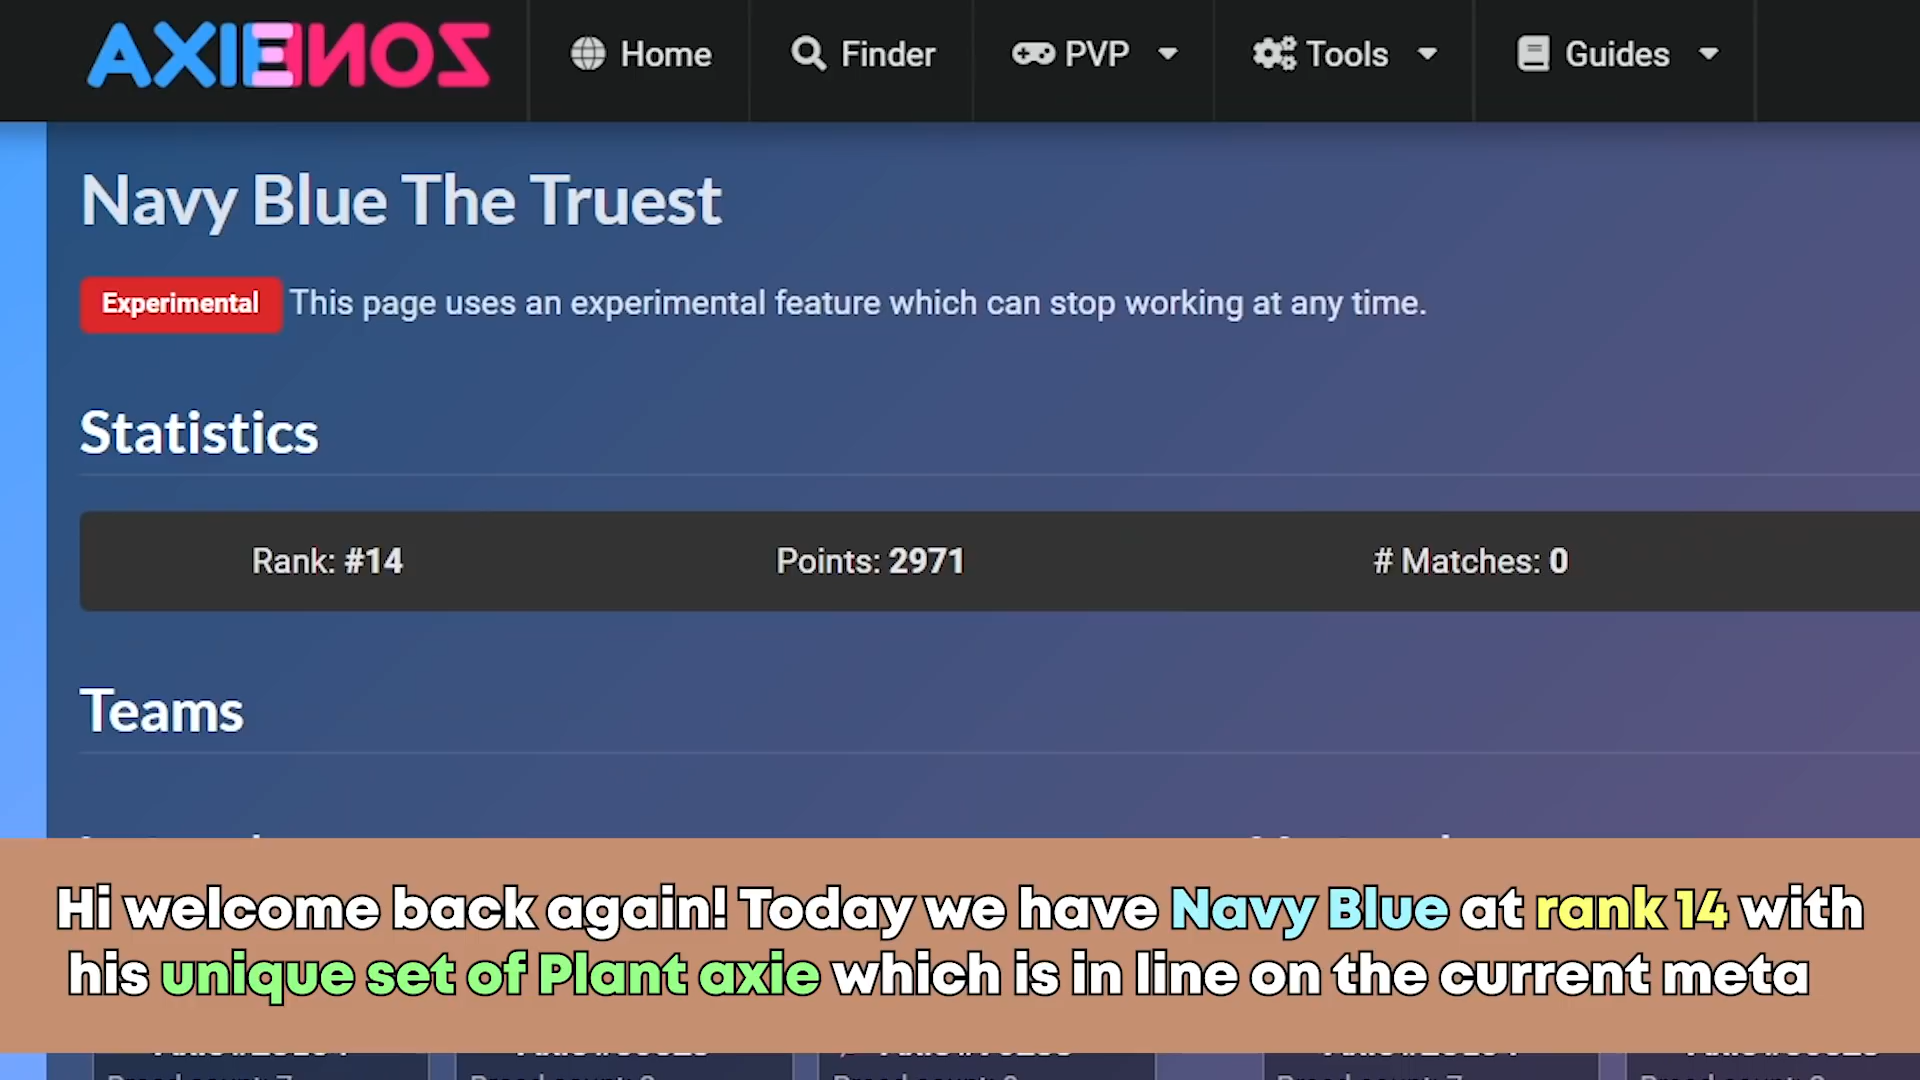 AXIE ZONE
Home
Finder
PVP
Tools
Guides
Navy Blue The Truest
Experimental This page uses an experimental feature which can stop working at any time.
Statistics
Rank: #14 Points: 2971 # Matches: 0
Teams
Hi welcome back again! Today we have Navy Blue at rank 14 with
his unique set of Plant axie which is in line on the current meta